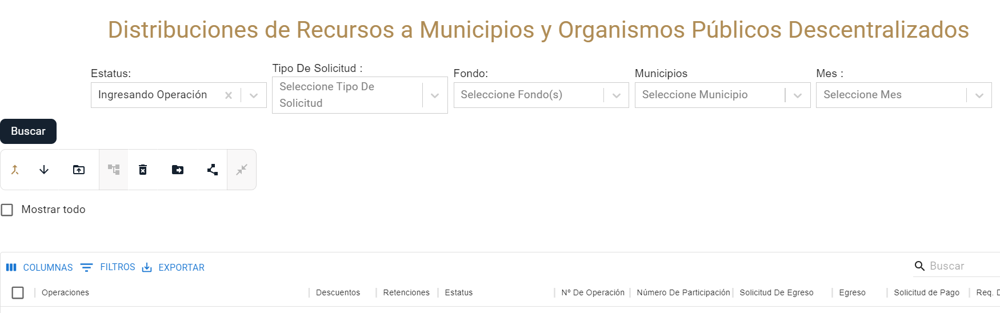 Distribuciones de Recursos a Municipios y Organismos Públicos Descentralizados
Estatus:
Tipo De Solicitud :
Fondo:
Municipios
Mes :
Ingresando Operación
Seleccione Tipo De
Solicitud
Seleccione Fondo(s)
Seleccione Municipio
Seleccione Mes
Buscar
Mostrar todo
COLUMNAS
FILTROS
EXPORTAR
Buscar
Operaciones
Descuentos
Retenciones
Estatus
Nº De Operación
Número De Participación
Solicitud De Egreso
Egreso
Solicitud de Pago
Req.